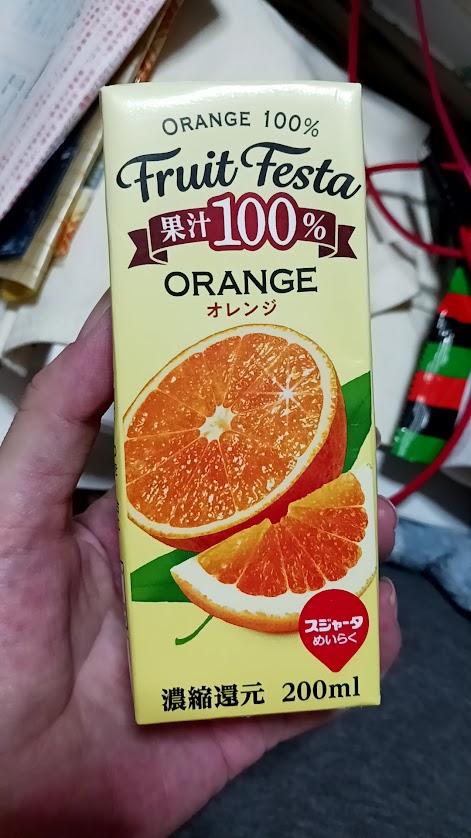 ORANGE 100%
Fruit Festa
果汁100%
ORANGE
オレンジ
スジャータ
めいらく
濃縮還元 200ml